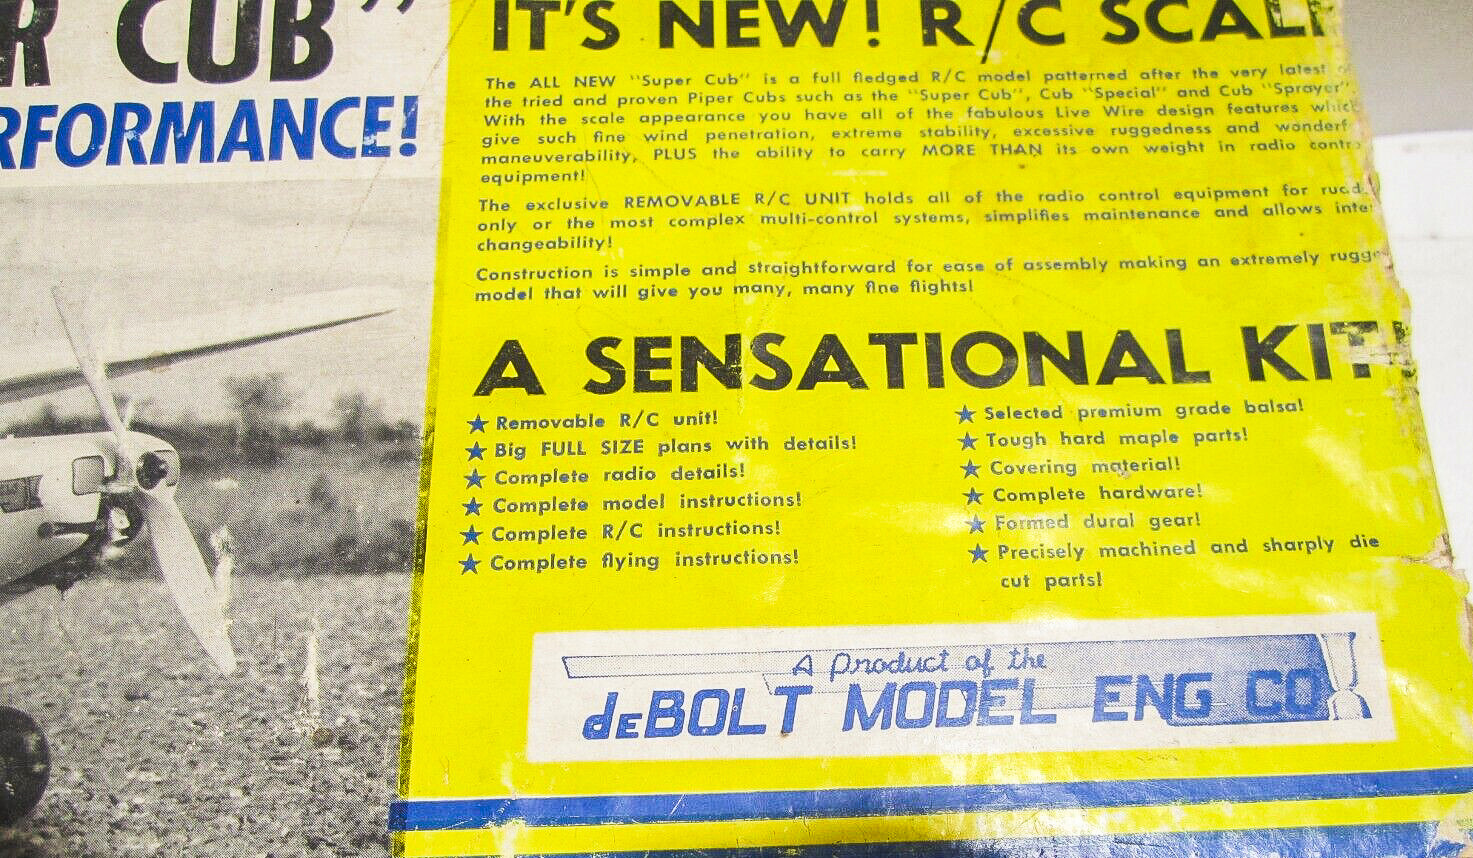 R CUB"
RFORMANCE!
IT'S NEW! R/C SCAL
The ALL NEW "Super Cub" is a full fledged R/C model patterned after the very latest
the tried and proven Piper Cubs such as the "Super Cub", Cub "Special" and Cub "Sprayer"
With the scale appearance you have all of the fabulous Live Wire design features which
give such fine wind penetration, extreme stability, excessive ruggedness and wonderf
maneuverability, PLUS the ability to carry MORE THAN its own weight in radio contro
equipment!
The exclusive REMOVABLE R/C UNIT holds all of the radio control equipment for rudd
only or the most complex multi-control systems, simplifies maintenance and allows inte
changeability!
Construction is simple and straightforward for ease of assembly making an extremely rugge
model that will give you many, many fine flights!
A SENSATIONAL KIT!
★ Removable R/C unit!
★ Big FULL SIZE plans with details!
★ Complete radio details!
★ Complete model instructions!
★ Complete R/C instructions!
★ Complete flying instructions!
★ Selected premium grade balsa!
★ Tough hard maple parts!
★ Covering material!
★ Complete hardware!
★ Formed dural gear!
★ Precisely machined and sharply die
cut parts!
A Product of the
deBOLT MODEL ENG CO